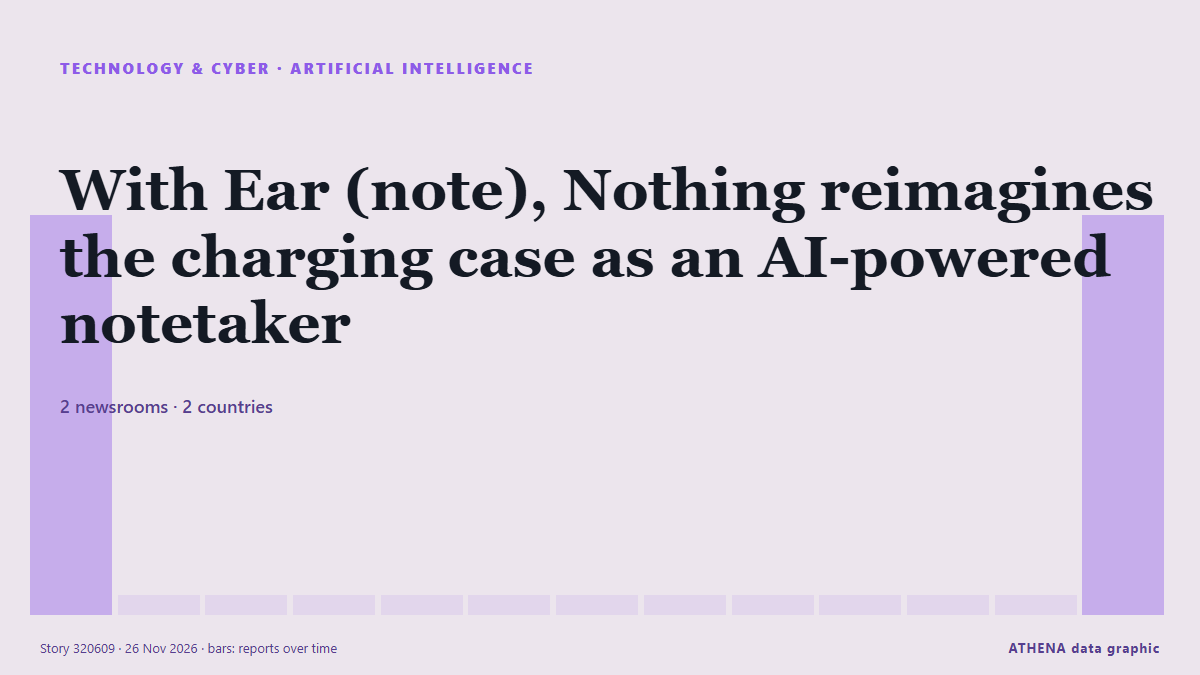 TECHNOLOGY & CYBER · ARTIFICIAL INTELLIGENCE
With Ear (note), Nothing reimagines
the charging case as an AI-powered
notetaker
2 newsrooms · 2 countries
Story 320609 · 26 Nov 2026 · bars: reports over time
ATHENA data graphic